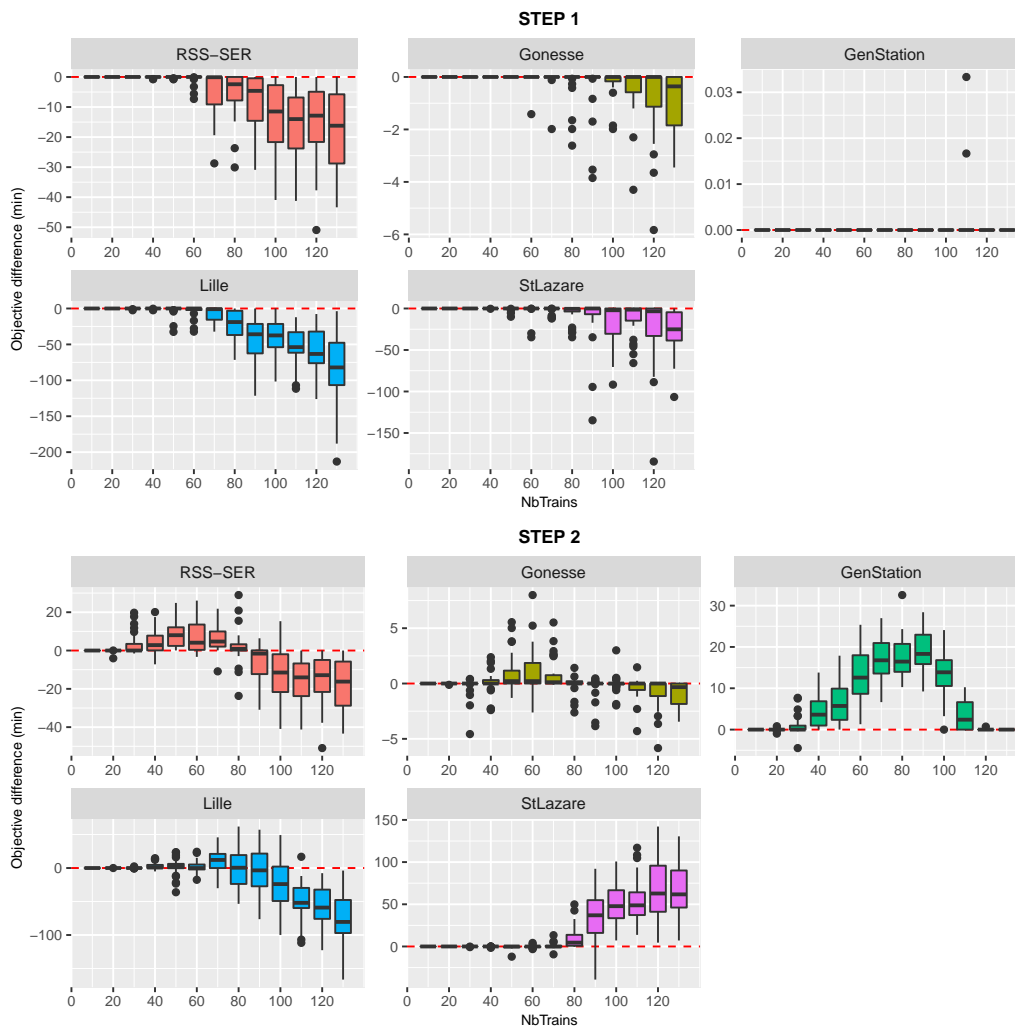 STEP 1
RSS−SER
Gonesse
GenStation
0
−10
−20
−30
−40
−50
0 20 40 60 80 100 120
0
−2
−4
−6
0 20 40 60 80 100 120
0.03
0.02
0.01
0.00
0 20 40 60 80 100 120
Objective difference (min)
Lille
StLazare
0
−50
−100
−150
−200
0 20 40 60 80 100 120
0
−50
−100
−150
0 20 40 60 80 100 120
NbTrains
STEP 2
RSS−SER
Gonesse
GenStation
20
0
−20
−40
0 20 40 60 80 100 120
5
0
−5
0 20 40 60 80 100 120
30
20
10
0
0 20 40 60 80 100 120
Objective difference (min)
Lille
StLazare
0
−100
0 20 40 60 80 100 120
150
100
50
0
0 20 40 60 80 100 120
NbTrains